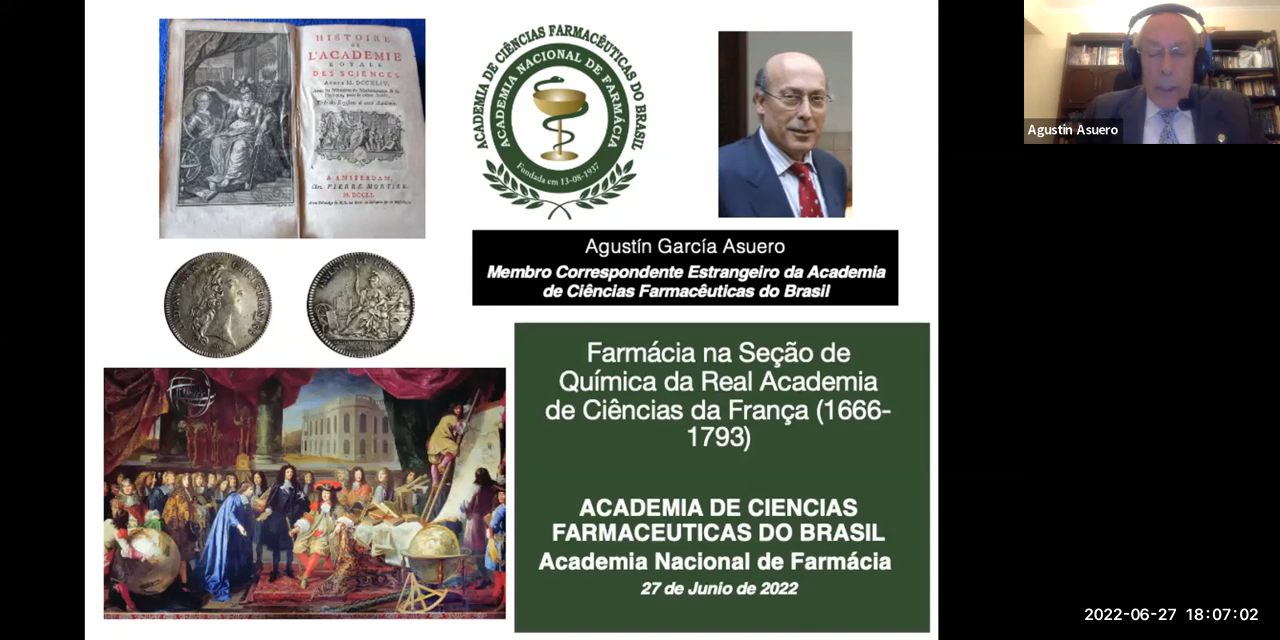 HISTOIRE
DE
L'ACADEMIE
ROYALE
DES SCIENCES.
A AMSTERDAM,
Chez PIERRE MORTIER.
ACADEMIA DE CIÊNCIAS FARMACÊUTICAS DO BRASIL
ACADEMIA NACIONAL DE FARMÁCIA
Fundada em 13-08-1937
Agustín García Asuero
Membro Correspondente Estrangeiro da Academia
de Ciências Farmacêuticas do Brasil
Farmácia na Seção de
Química da Real Academia
de Ciências da França (1666-
1793)
ACADEMIA DE CIENCIAS
FARMACEUTICAS DO BRASIL
Academia Nacional de Farmácia
27 de Junio de 2022
Agustín Asuero
2022-06-27 18:07:02